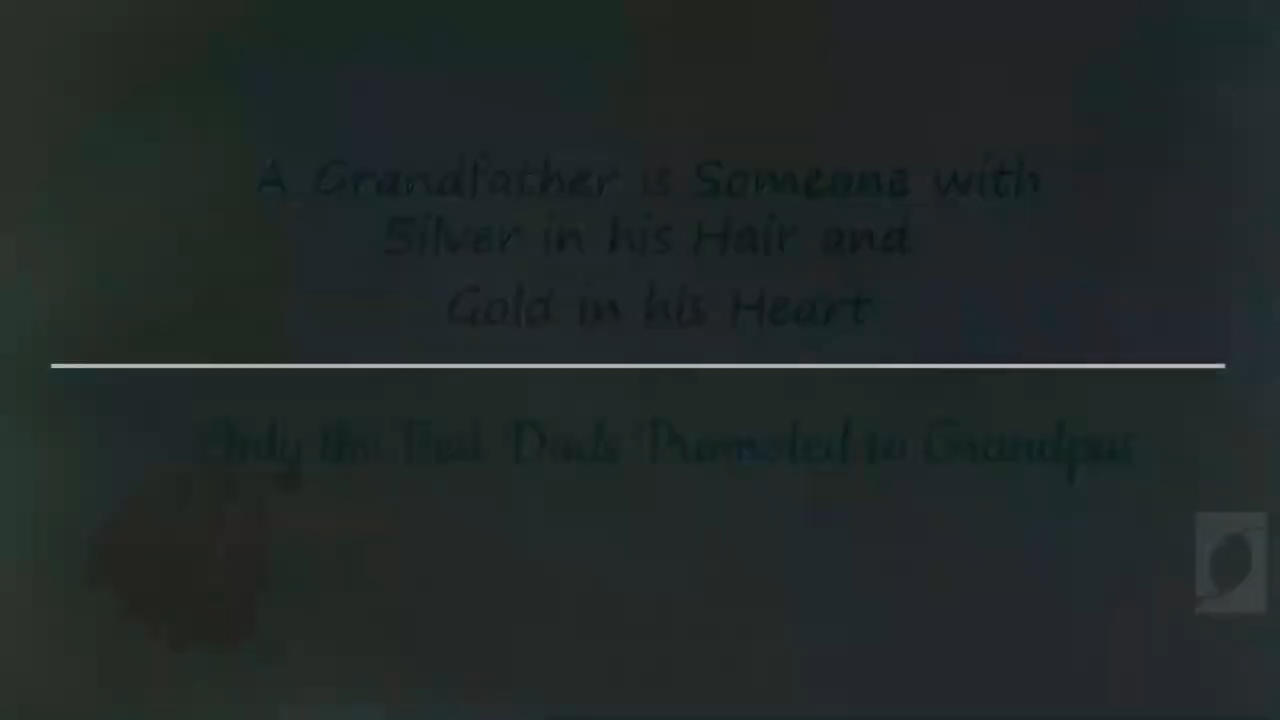 A Grandfather is Someone with
Silver in his Hair and
Gold in his Heart
Only the Best Dads Promoted to Grandpas